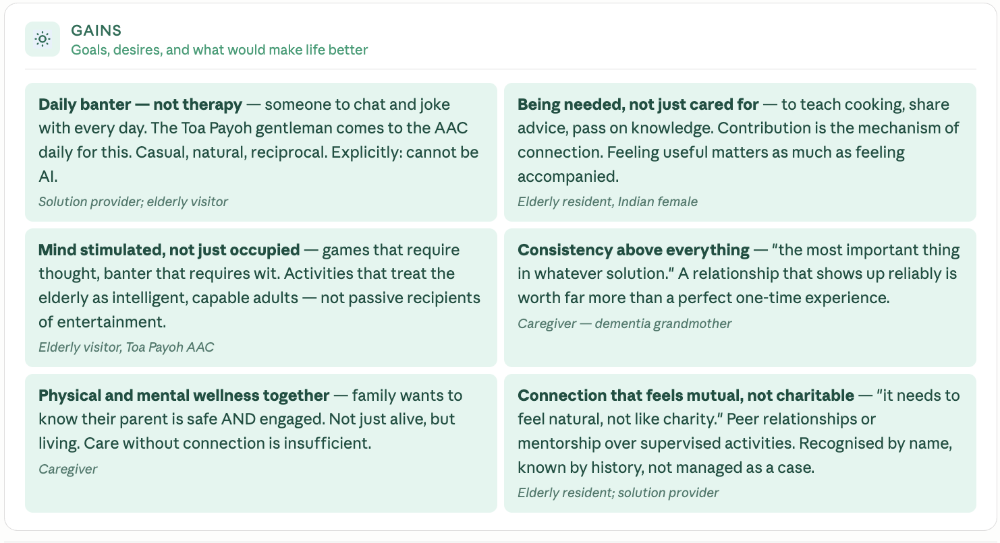 GAINS
Goals, desires, and what would make life better
Daily banter — not therapy — someone to chat and joke
with every day. The Toa Payoh gentleman comes to the AAC
daily for this. Casual, natural, reciprocal. Explicitly: cannot be
AI.
Solution provider; elderly visitor
Being needed, not just cared for — to teach cooking, share
advice, pass on knowledge. Contribution is the mechanism of
connection. Feeling useful matters as much as feeling
accompanied.
Elderly resident, Indian female
Mind stimulated, not just occupied — games that require
thought, banter that requires wit. Activities that treat the
elderly as intelligent, capable adults — not passive recipients
of entertainment.
Elderly visitor, Toa Payoh AAC
Consistency above everything — "the most important thing
in whatever solution." A relationship that shows up reliably is
worth far more than a perfect one-time experience.
Caregiver — dementia grandmother
Physical and mental wellness together — family wants to
know their parent is safe AND engaged. Not just alive, but
living. Care without connection is insufficient.
Caregiver
Connection that feels mutual, not charitable — "it needs to
feel natural, not like charity." Peer relationships or
mentorship over supervised activities. Recognised by name,
known by history, not managed as a case.
Elderly resident; solution provider